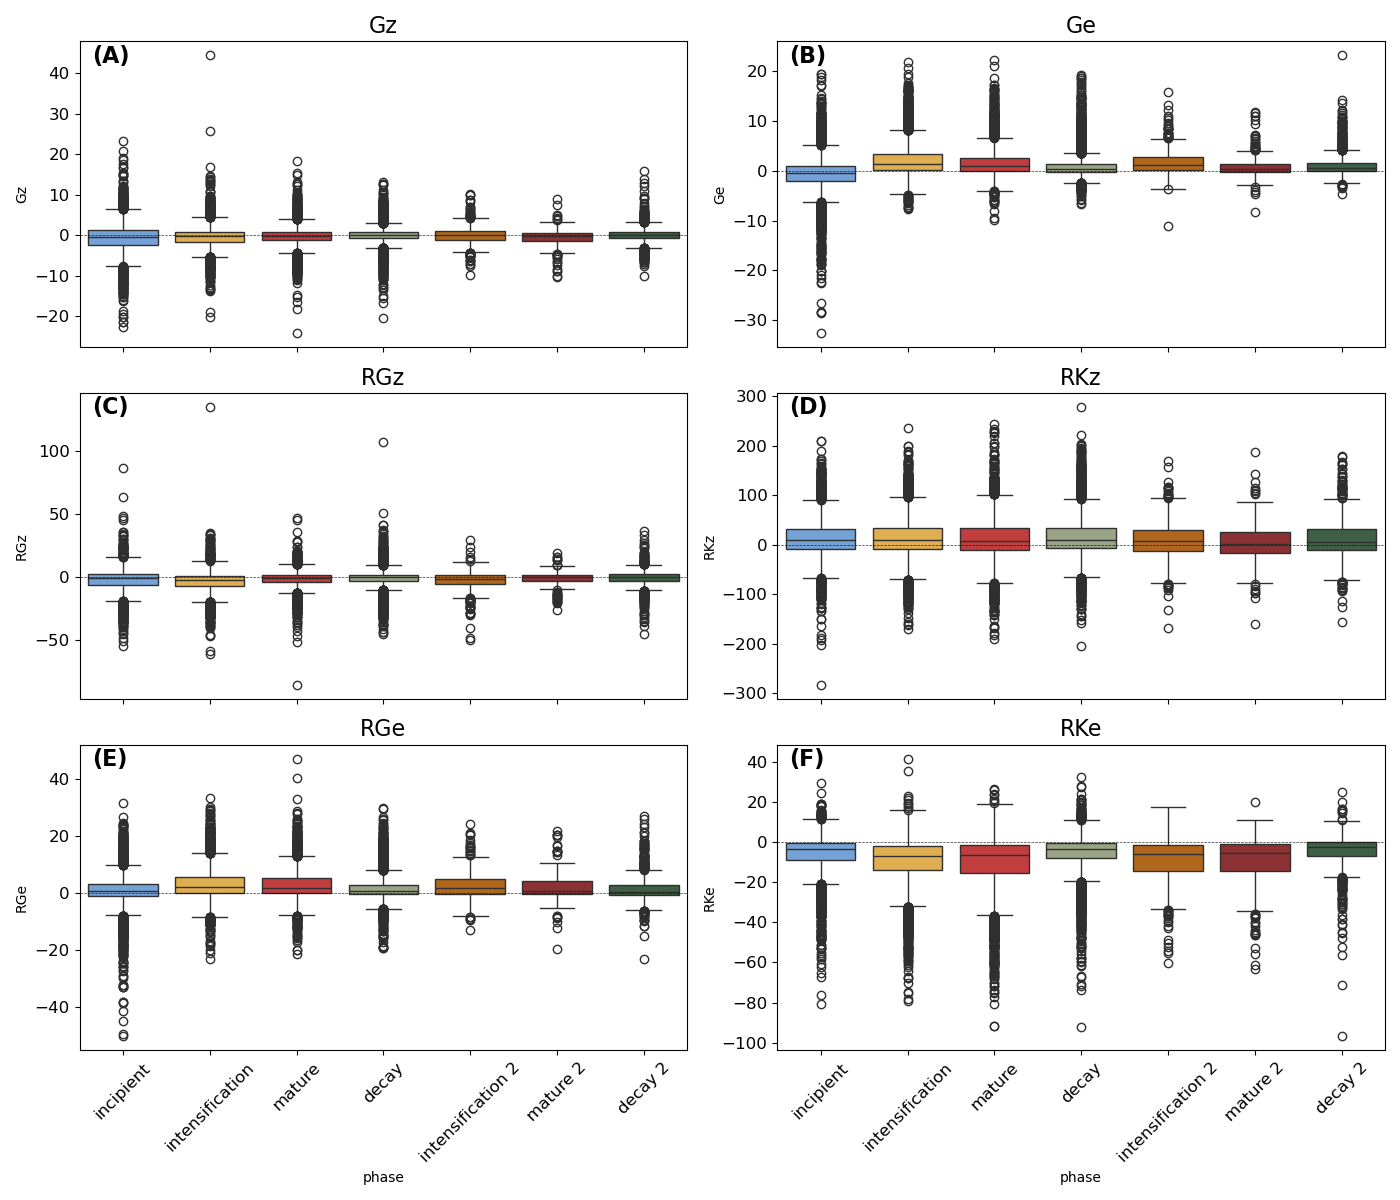 Gz
(A)
40
30
20
10
0
−10
−20
Gz
Ge
(B)
20
10
0
−10
−20
−30
Ge
RGz
(C)
100
50
0
−50
RGz
RKz
(D)
300
200
100
0
−100
−200
−300
RKz
RGe
(E)
40
20
0
−20
−40
RGe
incipient
intensification
mature
decay
intensification 2
mature 2
decay 2
phase
RKe
(F)
40
20
0
−20
−40
−60
−80
−100
RKe
incipient
intensification
mature
decay
intensification 2
mature 2
decay 2
phase